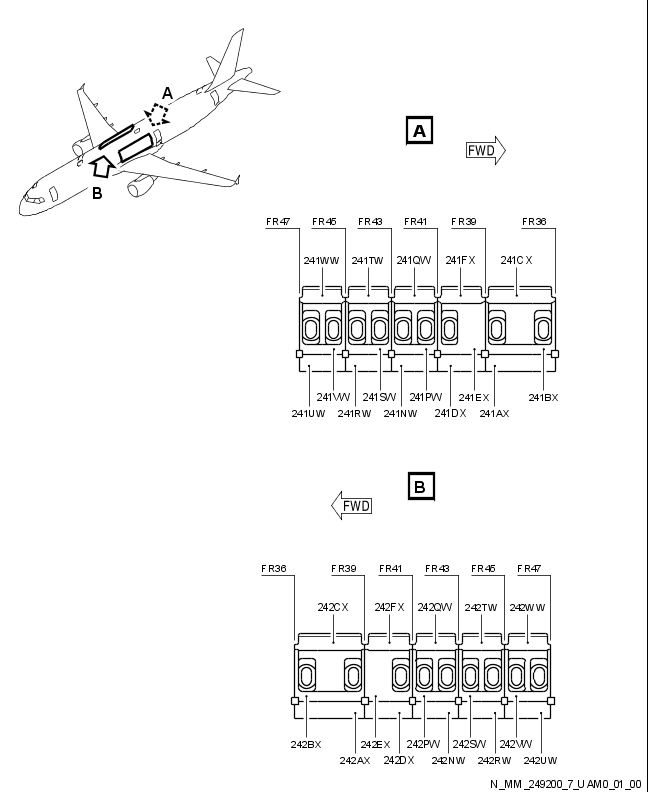 A
B
A
FWD
FR47 FR45 FR43 FR41 FR39 FR36
241WW 241TW 241QW 241FX 241CX
241VW 241SW 241PW 241EX 241BX
241UW 241RW 241NW 241DX 241AX
B
FWD
FR36 FR39 FR41 FR43 FR45 FR47
242CX 242FX 242QW 242TW 242WW
242BX 242EX 242PW 242SW 242VW
242AX 242DX 242NW 242RW 242UW
N_MM_249200_7_UAM0_01_00